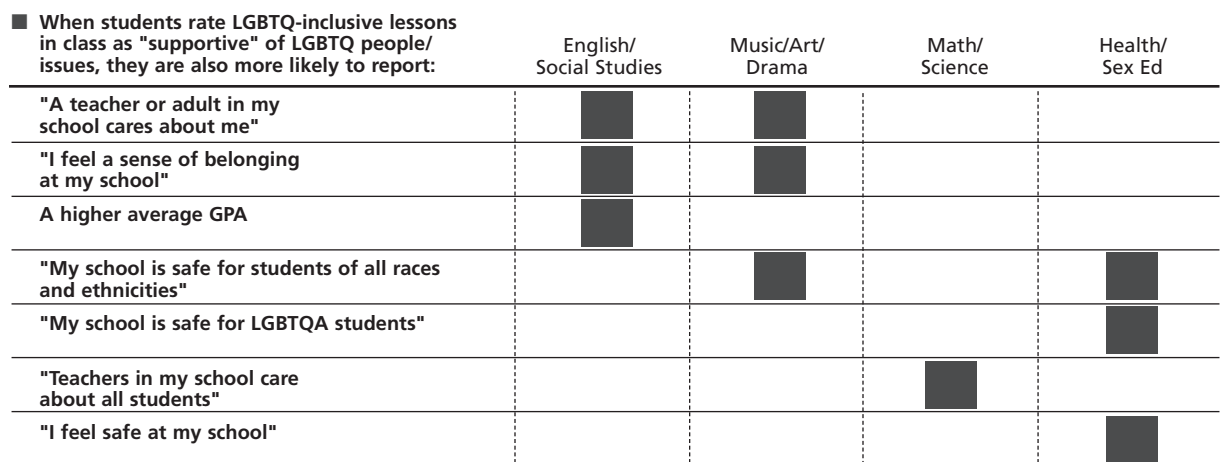 ■ When students rate LGBTQ-inclusive lessons
in class as "supportive" of LGBTQ people/
issues, they are also more likely to report:
English/
Social Studies
Music/Art/
Drama
Math/
Science
Health/
Sex Ed
"A teacher or adult in my
school cares about me"
"I feel a sense of belonging
at my school"
A higher average GPA
"My school is safe for students of all races
and ethnicities"
"My school is safe for LGBTQA students"
"Teachers in my school care
about all students"
"I feel safe at my school"